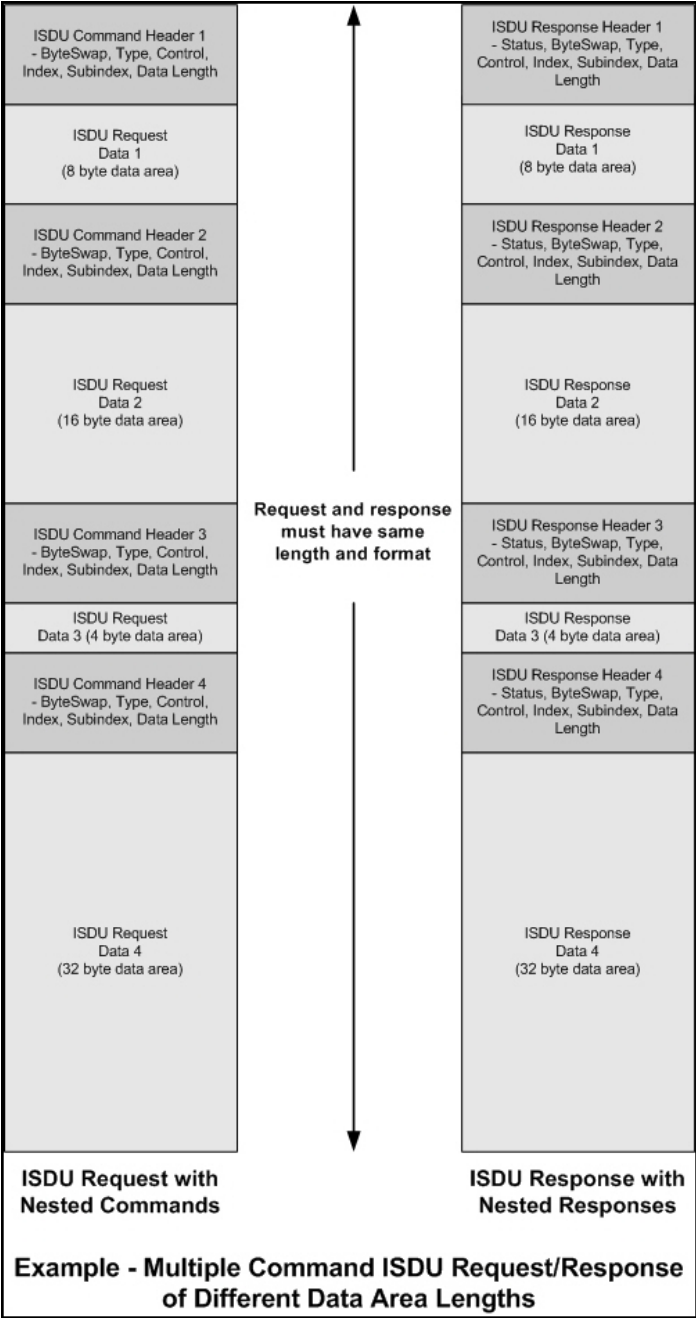 ISDU Command Header 1
- ByteSwap, Type, Control,
Index, Subindex, Data Length
ISDU Request
Data 1
(8 byte data area)
ISDU Command Header 2
- ByteSwap, Type, Control,
Index, Subindex, Data Length
ISDU Request
Data 2
(16 byte data area)
ISDU Command Header 3
- ByteSwap, Type, Control,
Index, Subindex, Data Length
ISDU Request
Data 3 (4 byte data area)
ISDU Command Header 4
- ByteSwap, Type, Control,
Index, Subindex, Data Length
ISDU Request
Data 4
(32 byte data area)
ISDU Request with
Nested Commands
Request and response
must have same
length and format
ISDU Response Header 1
- Status, ByteSwap, Type,
Control, Index, Subindex, Data
Length
ISDU Response
Data 1
(8 byte data area)
ISDU Response Header 2
- Status, ByteSwap, Type,
Control, Index, Subindex, Data
Length
ISDU Response
Data 2
(16 byte data area)
ISDU Response Header 3
- Status, ByteSwap, Type,
Control, Index, Subindex, Data
Length
ISDU Response
Data 3 (4 byte data area)
ISDU Response Header 4
- Status, ByteSwap, Type,
Control, Index, Subindex, Data
Length
ISDU Response
Data 4
(32 byte data area)
ISDU Response with
Nested Responses
Example - Multiple Command ISDU Request/Response
of Different Data Area Lengths